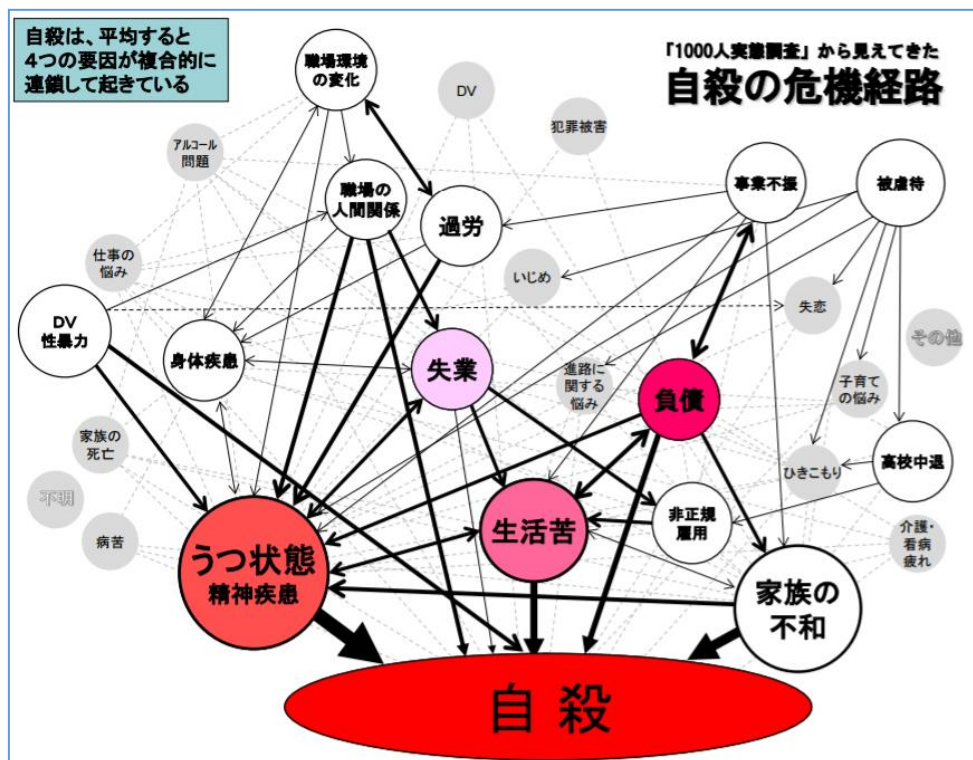 自殺は、平均すると
4つの要因が複合的に
連鎖して起きている
「1000人実態調査」から見えてきた
自殺の危機経路
職場環境
の変化
DV
犯罪被害
アルコール
問題
職場の
人間関係
過労
事業不振
被虐待
仕事の
悩み
いじめ
失恋
その他
DV
性暴力
身体疾患
失業
進路に
関する
悩み
負債
子育て
の悩み
家族の
死亡
高校中退
ひきこもり
不明
病苦
うつ状態
精神疾患
生活苦
非正規
雇用
介護・
看病
疲れ
家族の
不和
自殺